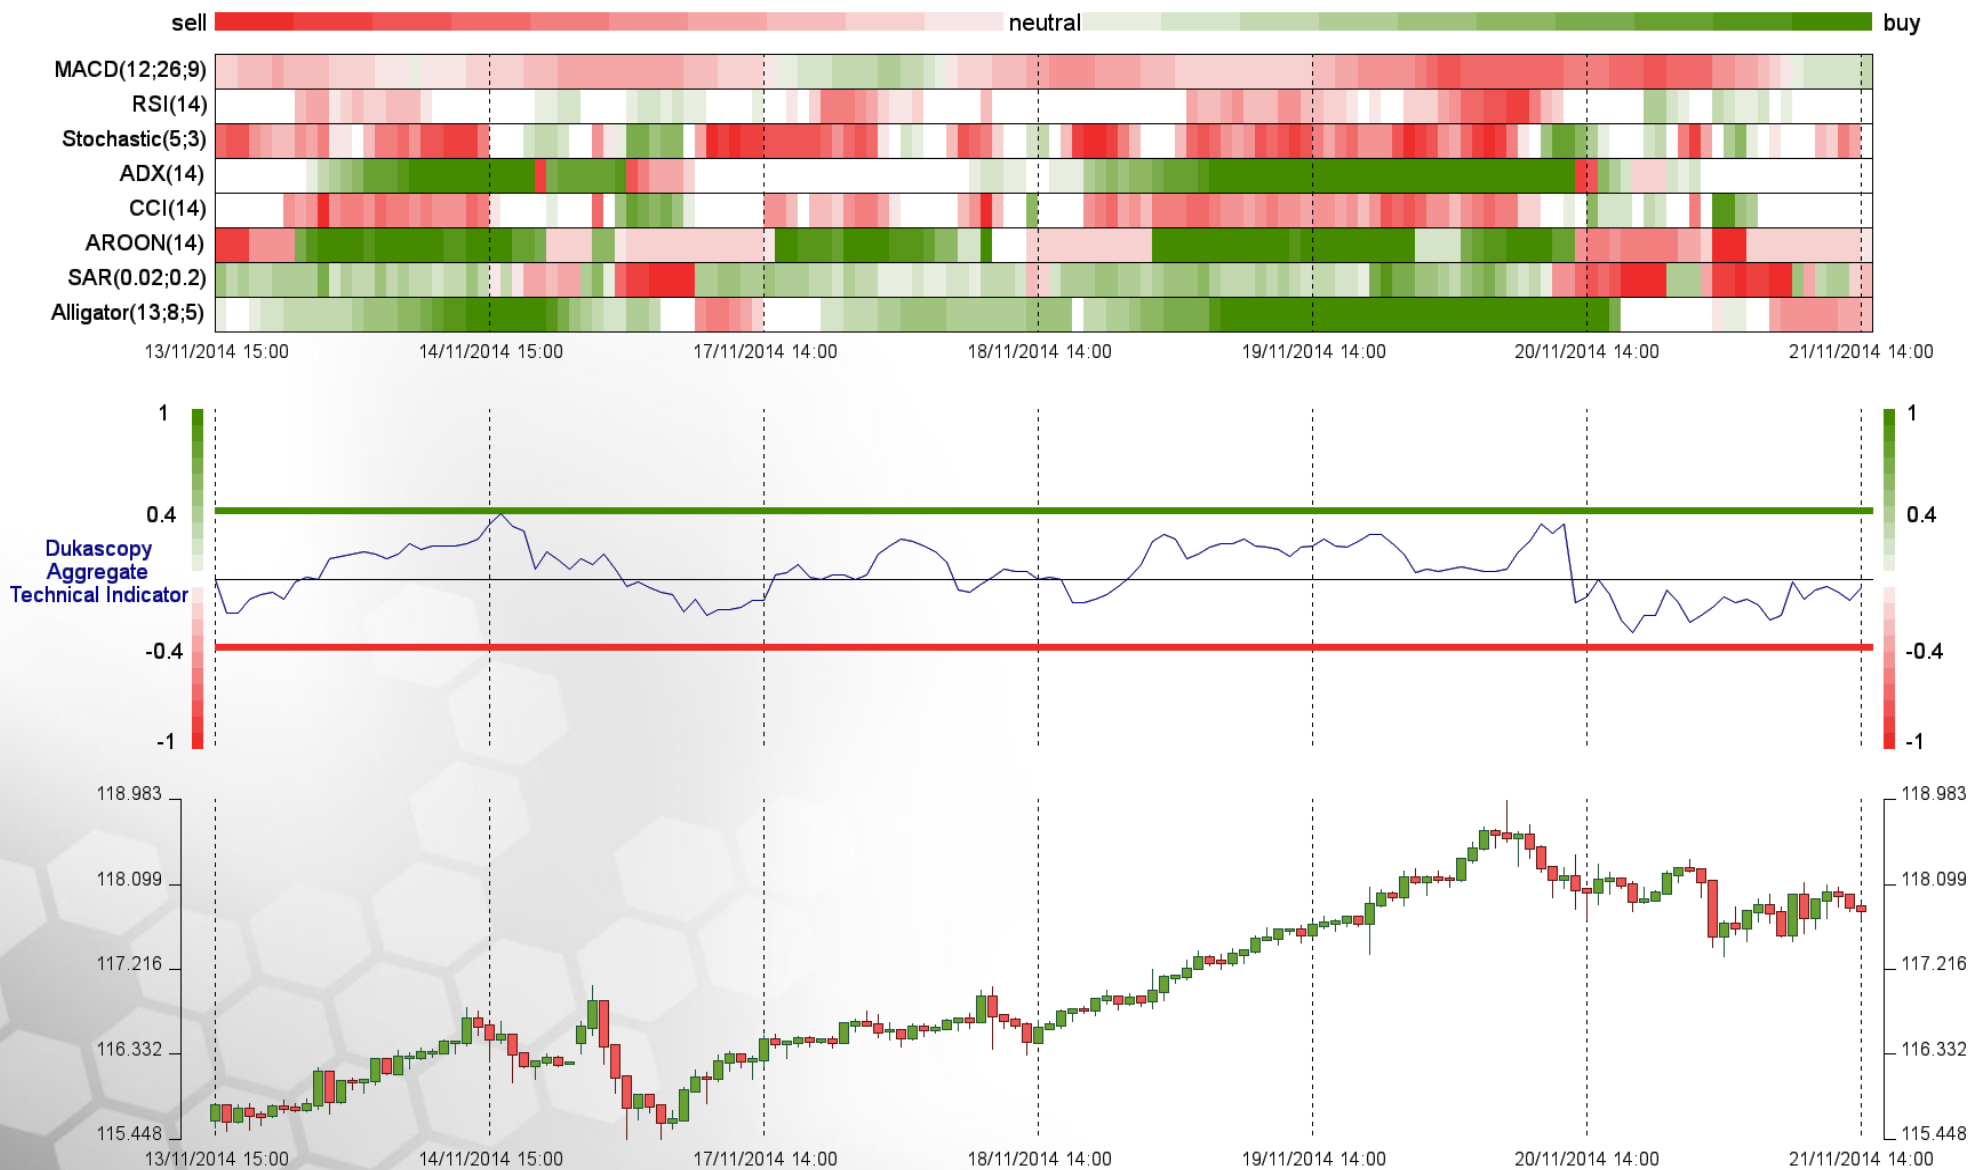 sell neutral buy
MACD(12;26;9)
RSI(14)
Stochastic(5;3)
ADX(14)
CCI(14)
AROON(14)
SAR(0.02;0.2)
Alligator(13;8;5)
13/11/2014 15:00 14/11/2014 15:00 17/11/2014 14:00 18/11/2014 14:00 19/11/2014 14:00 20/11/2014 14:00 21/11/2014 14:00
1 1
0.4 0.4
Dukascopy
Aggregate
Technical Indicator
-0.4 -0.4
-1 -1
118.983 118.983
118.099 118.099
117.216 117.216
116.332 116.332
115.448 115.448
13/11/2014 15:00 14/11/2014 15:00 17/11/2014 14:00 18/11/2014 14:00 19/11/2014 14:00 20/11/2014 14:00 21/11/2014 14:00